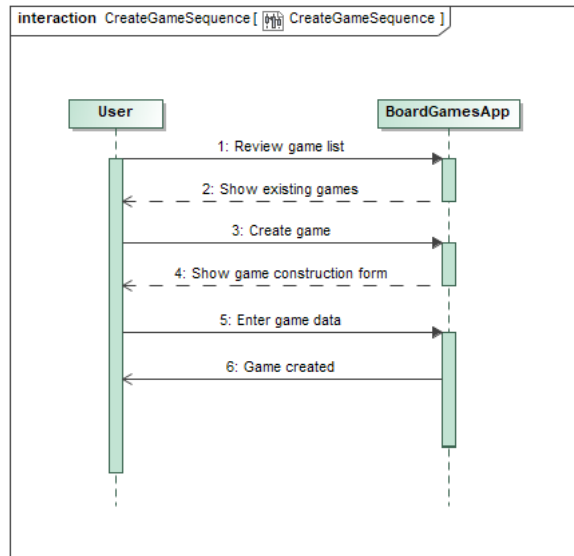 interaction CreateGameSequence [ CreateGameSequence ]
User
BoardGamesApp
1: Review game list
2: Show existing games
3: Create game
4: Show game construction form
5: Enter game data
6: Game created